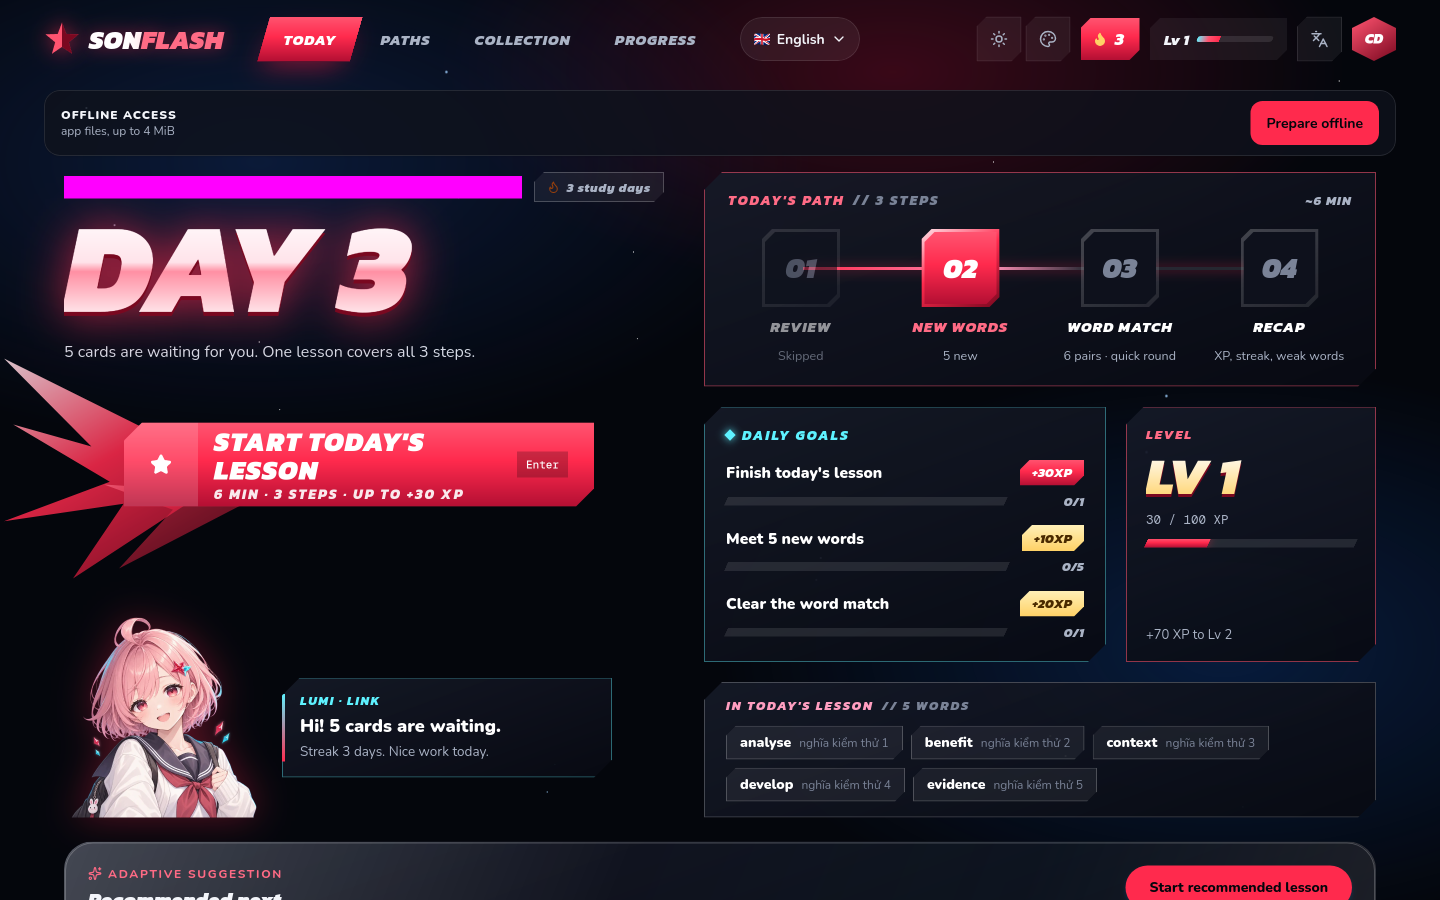 SONFLASH
TODAY
PATHS
COLLECTION
PROGRESS
English
3
Lv 1
CD
OFFLINE ACCESS
app files, up to 4 MiB
Prepare offline
3 study days
DAY 3
5 cards are waiting for you. One lesson covers all 3 steps.
START TODAY'S
LESSON
6 MIN · 3 STEPS · UP TO +30 XP
Enter
LUMI · LINK
Hi! 5 cards are waiting.
Streak 3 days. Nice work today.
TODAY'S PATH // 3 STEPS
~6 MIN
01
02
03
04
REVIEW
NEW WORDS
WORD MATCH
RECAP
Skipped
5 new
6 pairs · quick round
XP, streak, weak words
DAILY GOALS
Finish today's lesson
+30XP
0/1
Meet 5 new words
+10XP
0/5
Clear the word match
+20XP
0/1
LEVEL
LV 1
30 / 100 XP
+70 XP to Lv 2
IN TODAY'S LESSON // 5 WORDS
analyse nghĩa kiểm thử 1
benefit nghĩa kiểm thử 2
context nghĩa kiểm thử 3
develop nghĩa kiểm thử 4
evidence nghĩa kiểm thử 5
ADAPTIVE SUGGESTION
Recommended next
Start recommended lesson